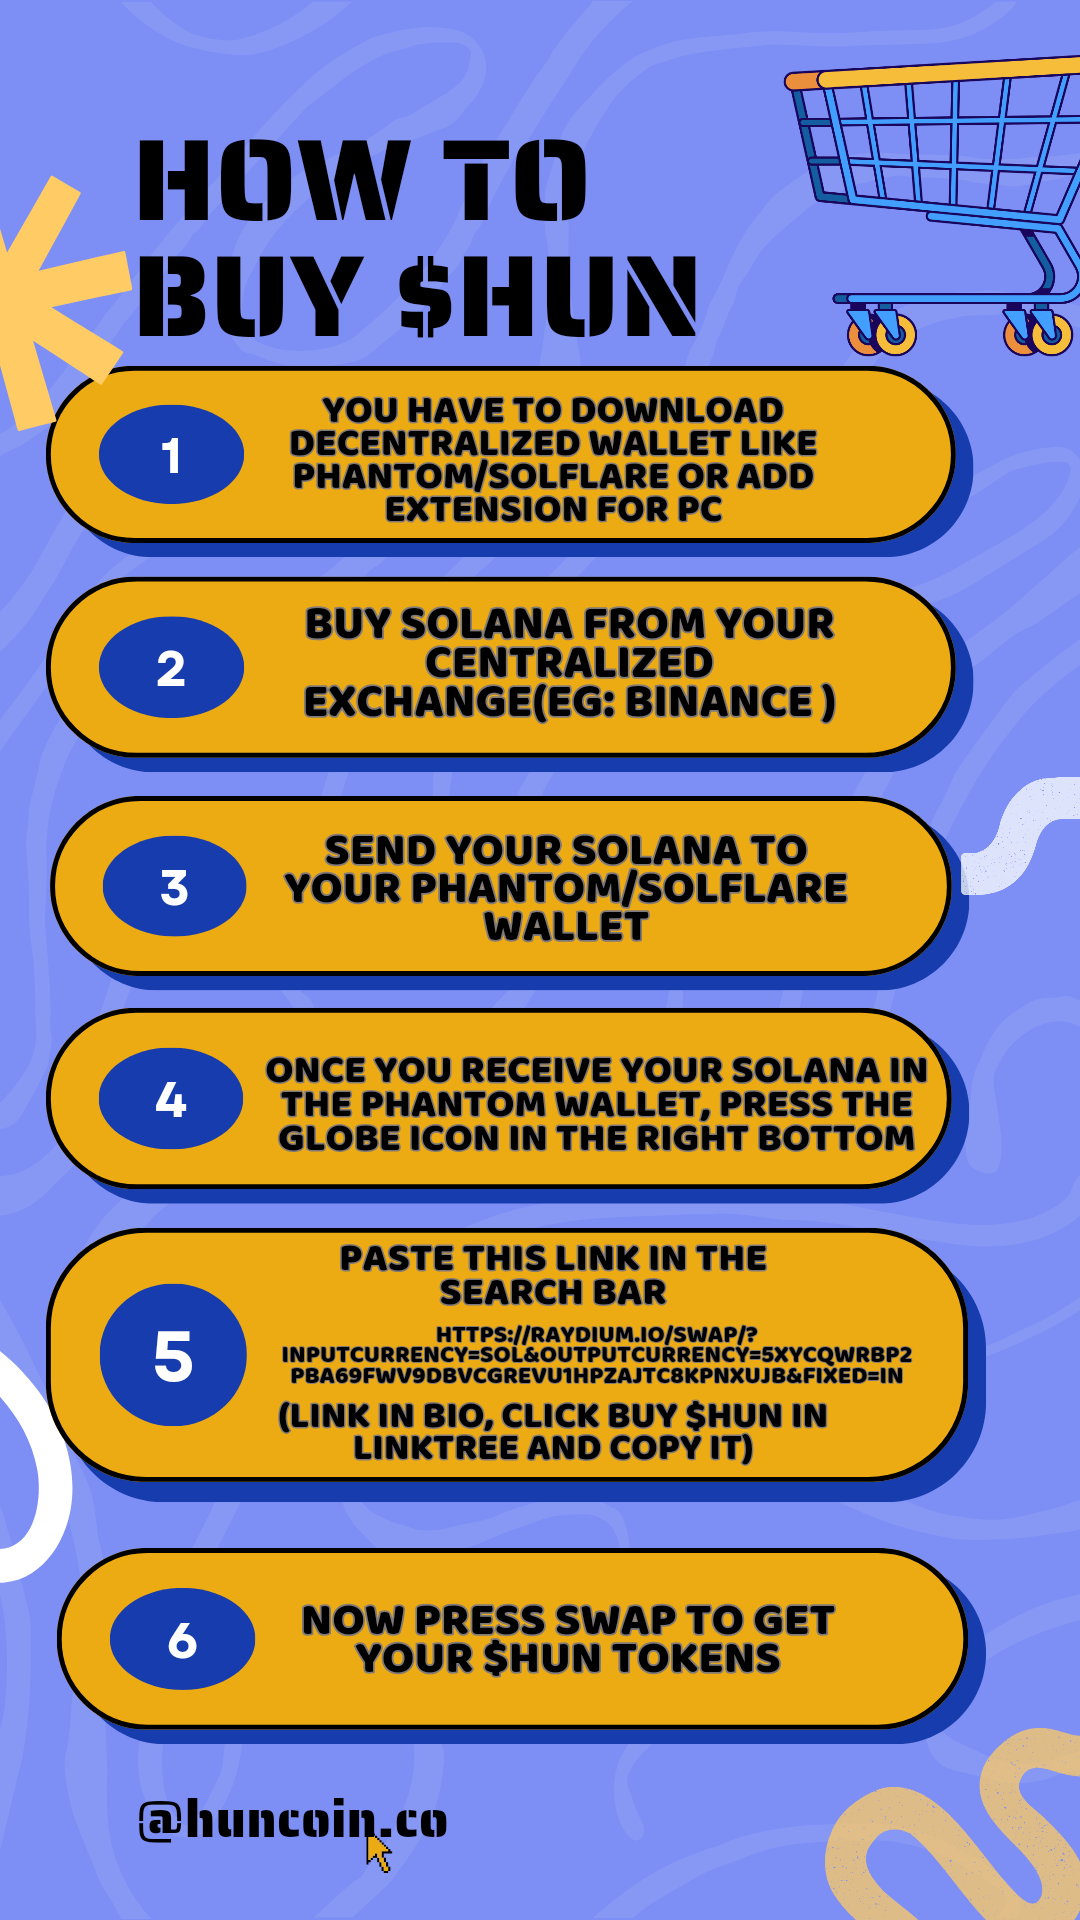 HOW TO
BUY $HUN
1
YOU HAVE TO DOWNLOAD
DECENTRALIZED WALLET LIKE
PHANTOM/SOLFLARE OR ADD
EXTENSION FOR PC
2
BUY SOLANA FROM YOUR
CENTRALIZED
EXCHANGE(EG: BINANCE )
3
SEND YOUR SOLANA TO
YOUR PHANTOM/SOLFLARE
WALLET
4
ONCE YOU RECEIVE YOUR SOLANA IN
THE PHANTOM WALLET, PRESS THE
GLOBE ICON IN THE RIGHT BOTTOM
5
PASTE THIS LINK IN THE
SEARCH BAR
HTTPS://RAYDIUM.IO/SWAP/?
INPUTCURRENCY=SOL&OUTPUTCURRENCY=5XYCQWRBP2
PBA69FWV9DBVCGREVU1HPZAJTC8KPNXUJB&FIXED=IN
(LINK IN BIO, CLICK BUY $HUN IN
LINKTREE AND COPY IT)
6
NOW PRESS SWAP TO GET
YOUR $HUN TOKENS
@huncoin.co